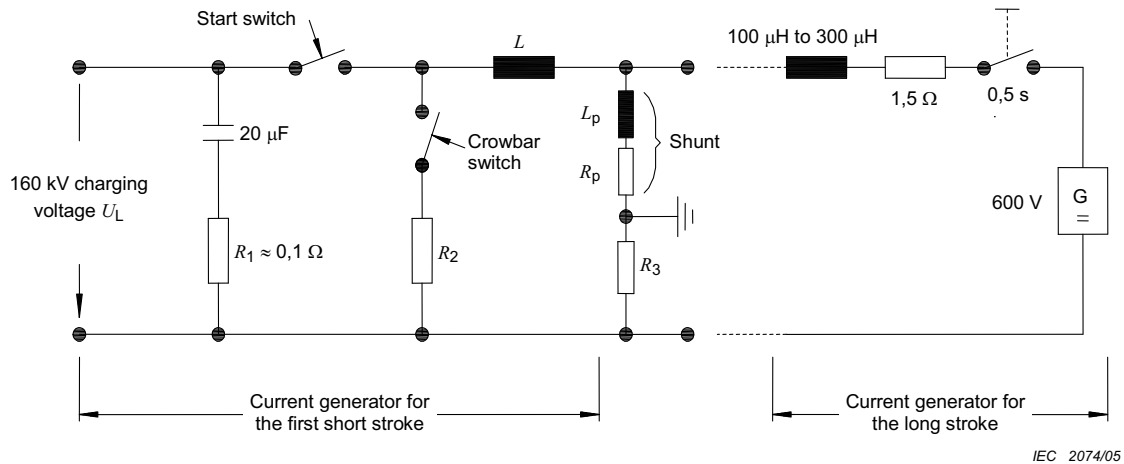 Start switch
L
100 μH to 300 μH
1,5 Ω
0,5 s
20 μF
Crowbar
switch
Lp
Rp
Shunt
160 kV charging
voltage UL
R1 ≈ 0,1 Ω
R2
R3
600 V
G
=
Current generator for
the first short stroke
Current generator for
the long stroke
IEC 2074/05